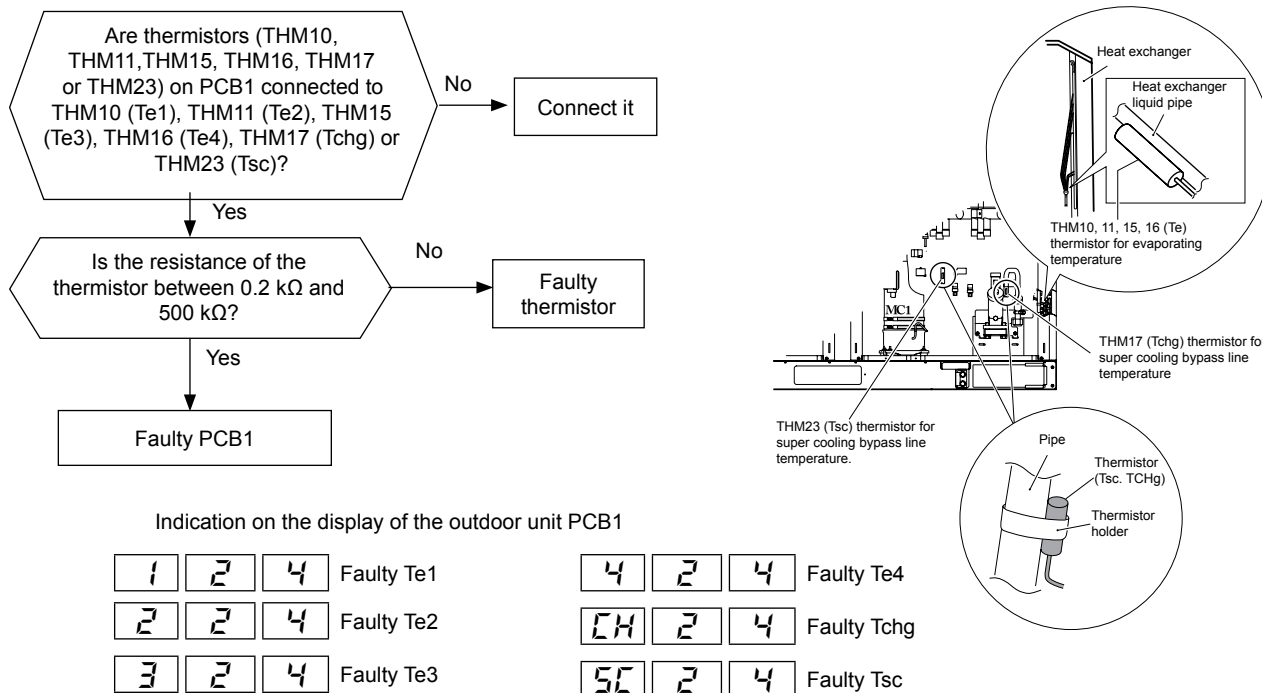 Are thermistors (THM10,
THM11,THM15, THM16, THM17
or THM23) on PCB1 connected to
THM10 (Te1), THM11 (Te2), THM15
(Te3), THM16 (Te4), THM17 (Tchg) or
THM23 (Tsc)?
No
Connect it
Yes
Is the resistance of the
thermistor between 0.2 kΩ and
500 kΩ?
No
Faulty
thermistor
Yes
Faulty PCB1
Heat exchanger
Heat exchanger
liquid pipe
THM10, 11, 15, 16 (Te)
thermistor for evaporating
temperature
MC1
THM17 (Tchg) thermistor for
super cooling bypass line
temperature
THM23 (Tsc) thermistor for
super cooling bypass line
temperature.
Pipe
Thermistor
(Tsc. TCHg)
Thermistor
holder
Indication on the display of the outdoor unit PCB1
1 2 4 Faulty Te1
2 2 4 Faulty Te2
3 2 4 Faulty Te3
4 2 4 Faulty Te4
CH 2 4 Faulty Tchg
SC 2 4 Faulty Tsc